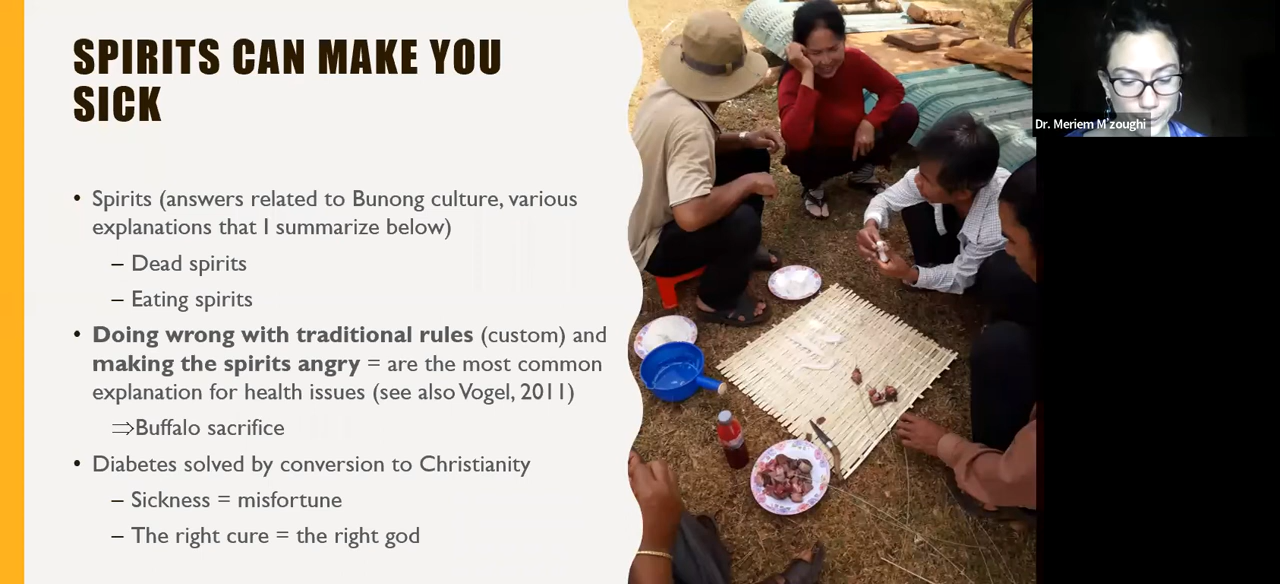 SPIRITS CAN MAKE YOU
SICK
• Spirits (answers related to Bunong culture, various
explanations that I summarize below)
– Dead spirits
– Eating spirits
• Doing wrong with traditional rules (custom) and
making the spirits angry = are the most common
explanation for health issues (see also Vogel, 2011)
⇒Buffalo sacrifice
• Diabetes solved by conversion to Christianity
– Sickness = misfortune
– The right cure = the right god
Dr. Meriem M'zoughi